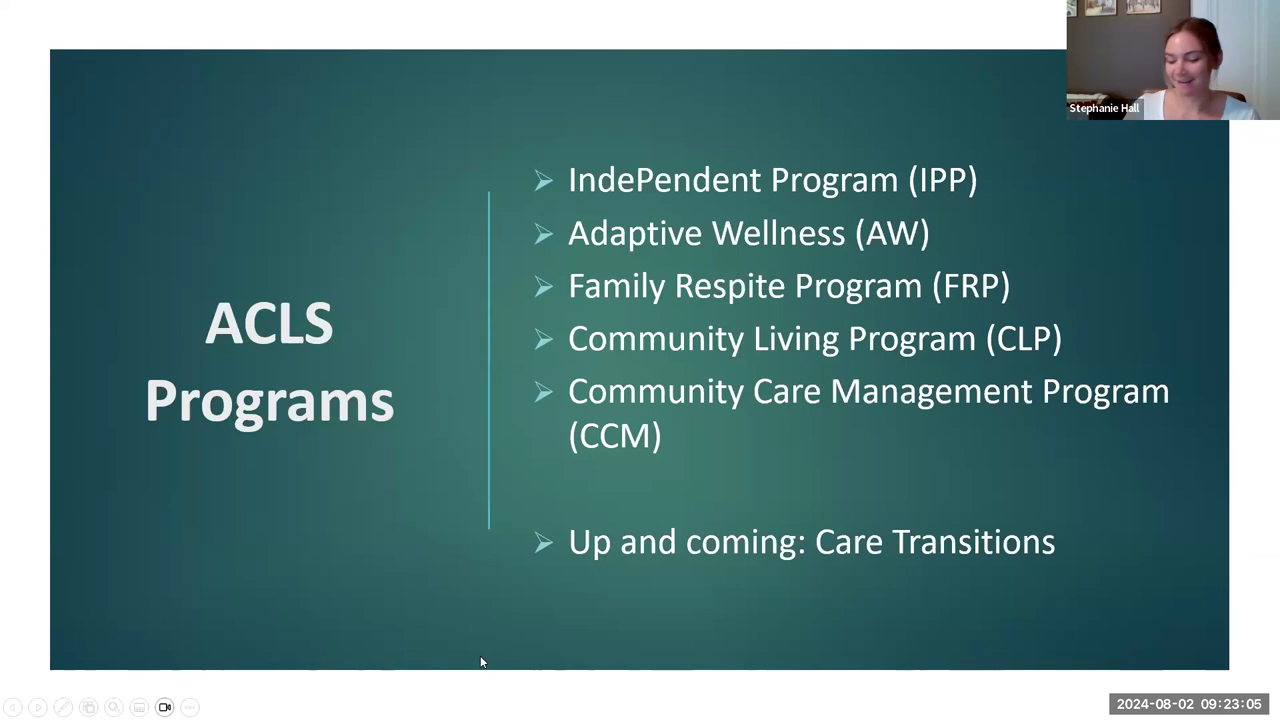 Stephanie Hall
ACLS
Programs
IndePendent Program (IPP)
Adaptive Wellness (AW)
Family Respite Program (FRP)
Community Living Program (CLP)
Community Care Management Program
(CCM)
Up and coming: Care Transitions
2024-08-02 09:23:05